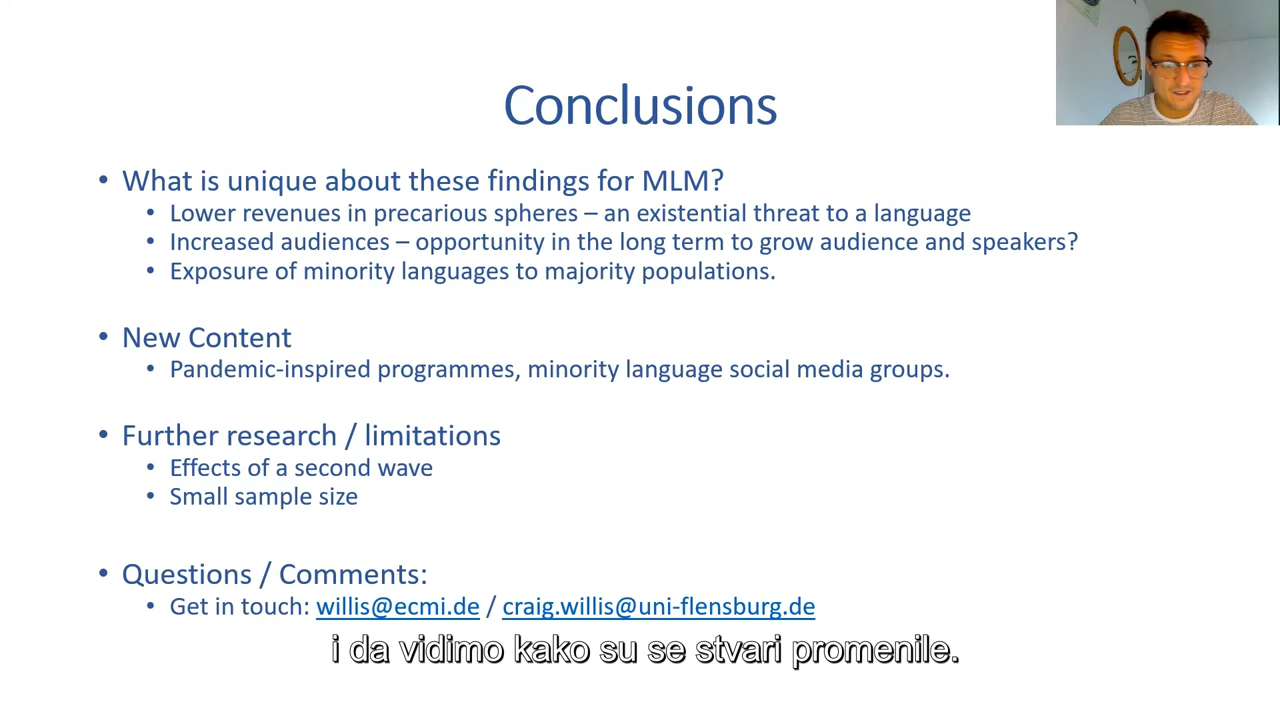 Conclusions
• What is unique about these findings for MLM?
• Lower revenues in precarious spheres – an existential threat to a language
• Increased audiences – opportunity in the long term to grow audience and speakers?
• Exposure of minority languages to majority populations.
• New Content
• Pandemic-inspired programmes, minority language social media groups.
• Further research / limitations
• Effects of a second wave
• Small sample size
• Questions / Comments:
• Get in touch: willis@ecmi.de / craig.willis@uni-flensburg.de
i da vidimo kako su se stvari promenile.